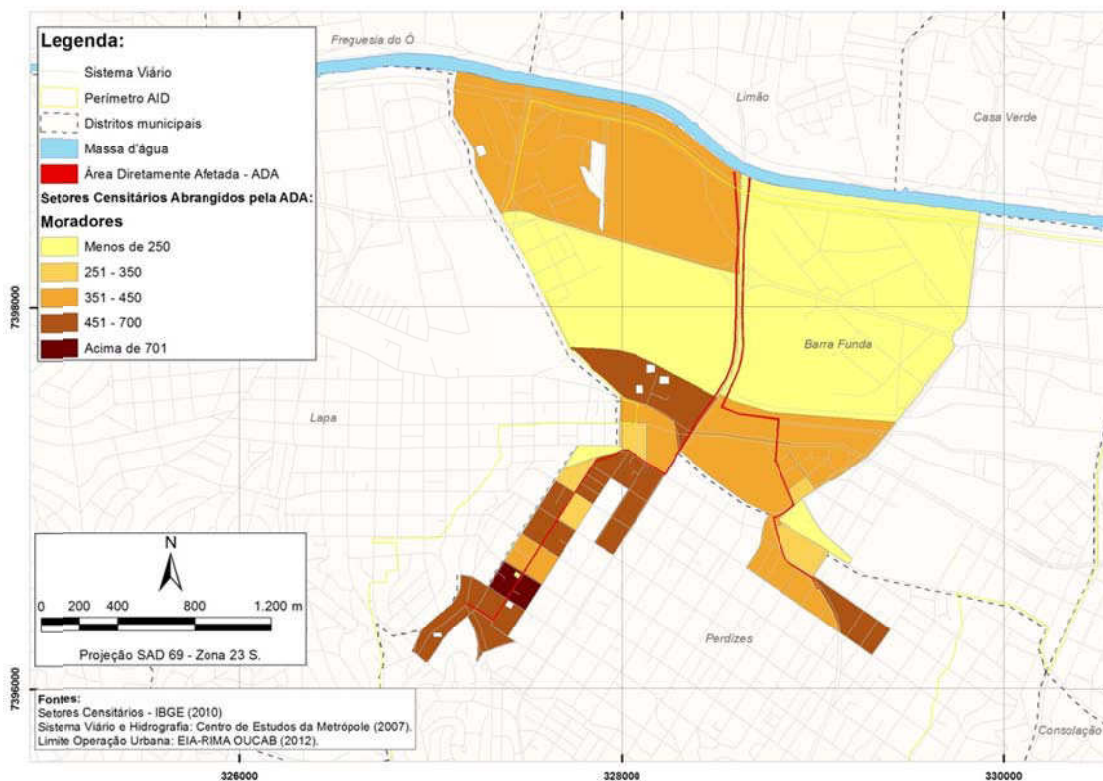 Legenda:
Sistema Viário
Perímetro AID
Distritos municipais
Massa d'água
Área Diretamente Afetada - ADA
Setores Censitários Abrangidos pela ADA:
Moradores
Menos de 250
251 - 350
351 - 450
451 - 700
Acima de 701
Freguesia do Ó
Limão
Casa Verde
Barra Funda
Lapa
Perdizes
Consolação
7398000
7396000
N
0 200 400 800 1.200 m
Projeção SAD 69 - Zona 23 S.
Fontes:
Setores Censitários - IBGE (2010)
Sistema Viário e Hidrografia: Centro de Estudos da Metrópole (2007).
Limite Operação Urbana: EIA-RIMA OUCAB (2012).
326000 328000 330000